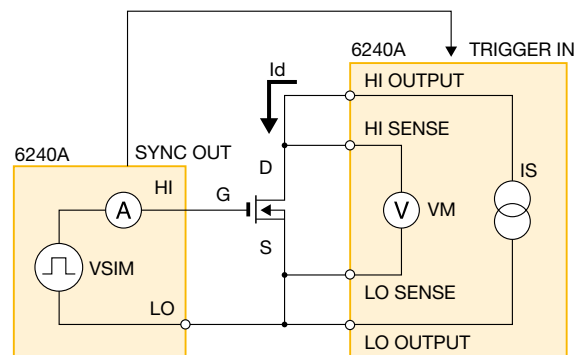 6240A
TRIGGER IN
Id
HI OUTPUT
HI SENSE
6240A
SYNC OUT
D
IS
HI
G
A
V
VM
S
VSIM
LO SENSE
LO
LO OUTPUT